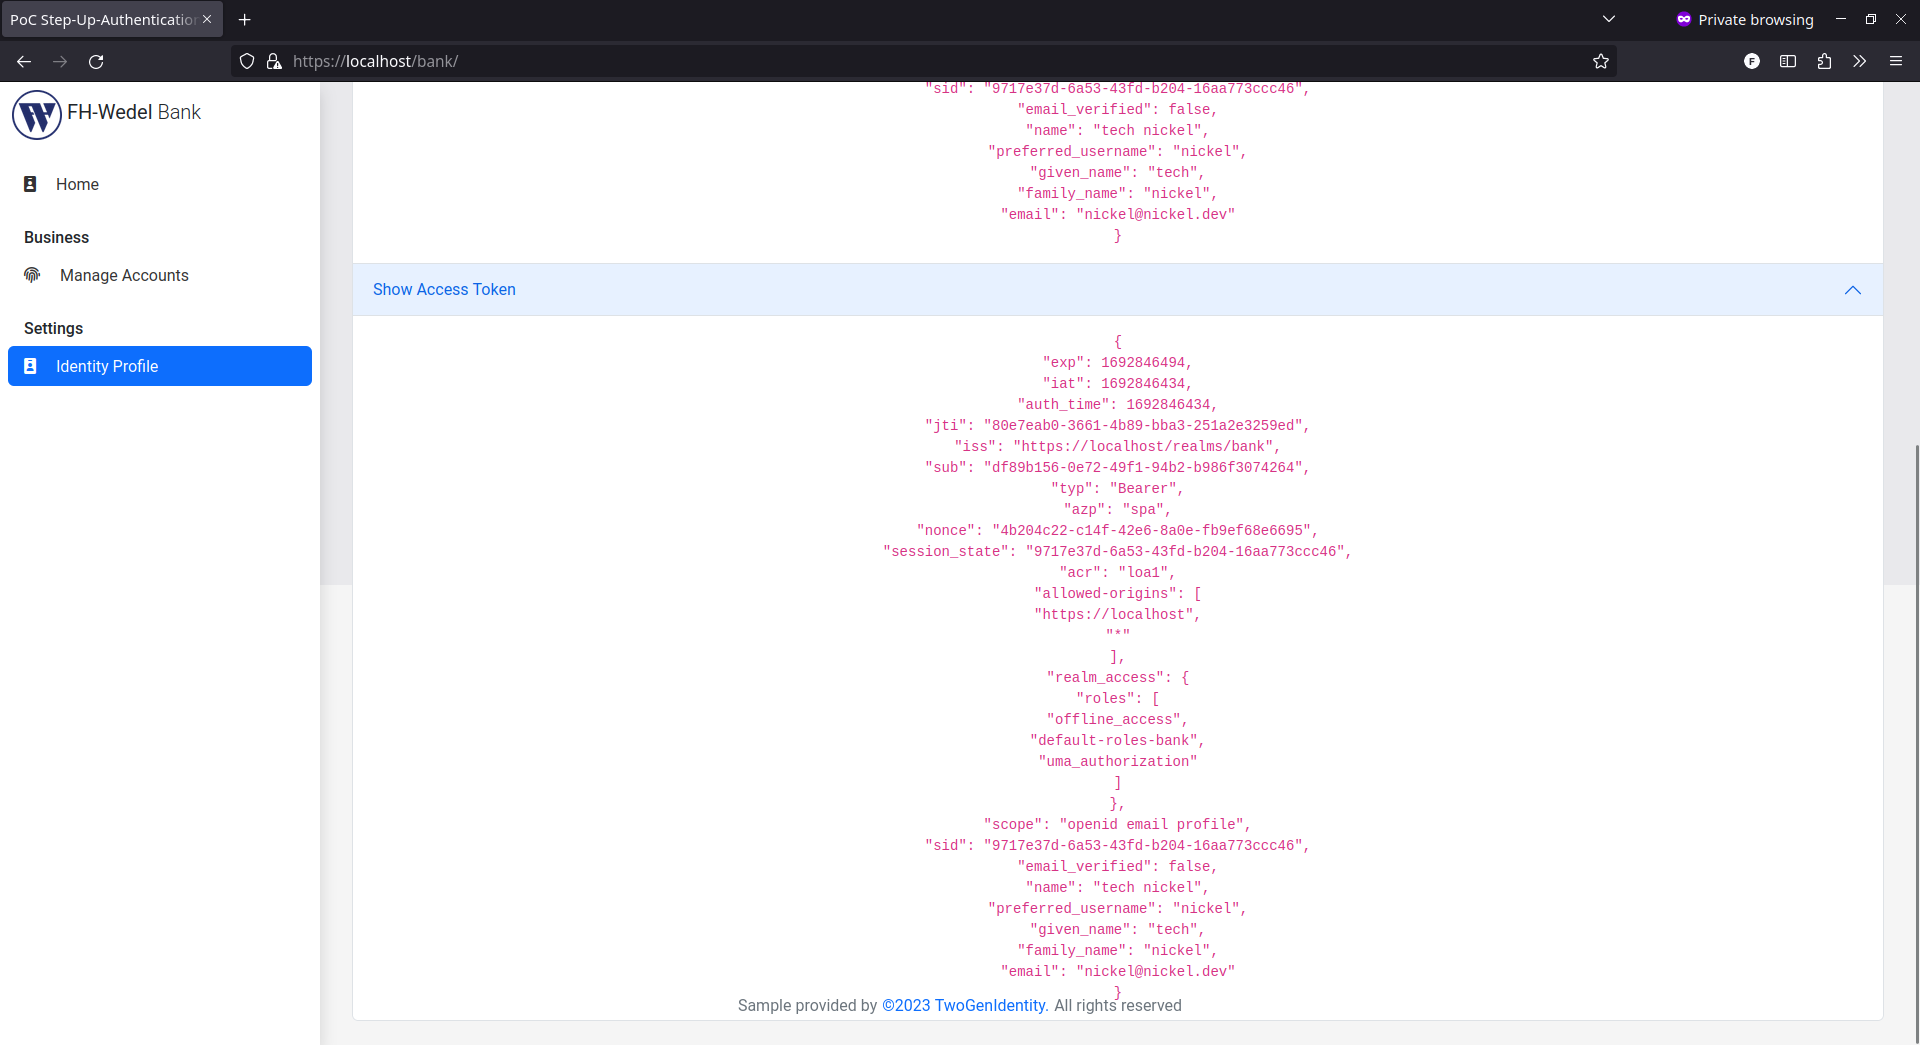 PoC Step-Up-Authenticatio
Private browsing
https://localhost/bank/
F
FH-Wedel Bank
Home
Business
Manage Accounts
Settings
Identity Profile
"sid": "9717e37d-6a53-43fd-b204-16aa773ccc46",
"email_verified": false,
"name": "tech nickel",
"preferred_username": "nickel",
"given_name": "tech",
"family_name": "nickel",
"email": "nickel@nickel.dev"
}
Show Access Token
{
"exp": 1692846494,
"iat": 1692846434,
"auth_time": 1692846434,
"jti": "80e7eab0-3661-4b89-bba3-251a2e3259ed",
"iss": "https://localhost/realms/bank",
"sub": "df89b156-0e72-49f1-94b2-b986f3074264",
"typ": "Bearer",
"azp": "spa",
"nonce": "4b204c22-c14f-42e6-8a0e-fb9ef68e6695",
"session_state": "9717e37d-6a53-43fd-b204-16aa773ccc46",
"acr": "loa1",
"allowed-origins": [
"https://localhost",
"*"
],
"realm_access": {
"roles": [
"offline_access",
"default-roles-bank",
"uma_authorization"
]
},
"scope": "openid email profile",
"sid": "9717e37d-6a53-43fd-b204-16aa773ccc46",
"email_verified": false,
"name": "tech nickel",
"preferred_username": "nickel",
"given_name": "tech",
"family_name": "nickel",
"email": "nickel@nickel.dev"
}
Sample provided by ©2023 TwoGenIdentity. All rights reserved